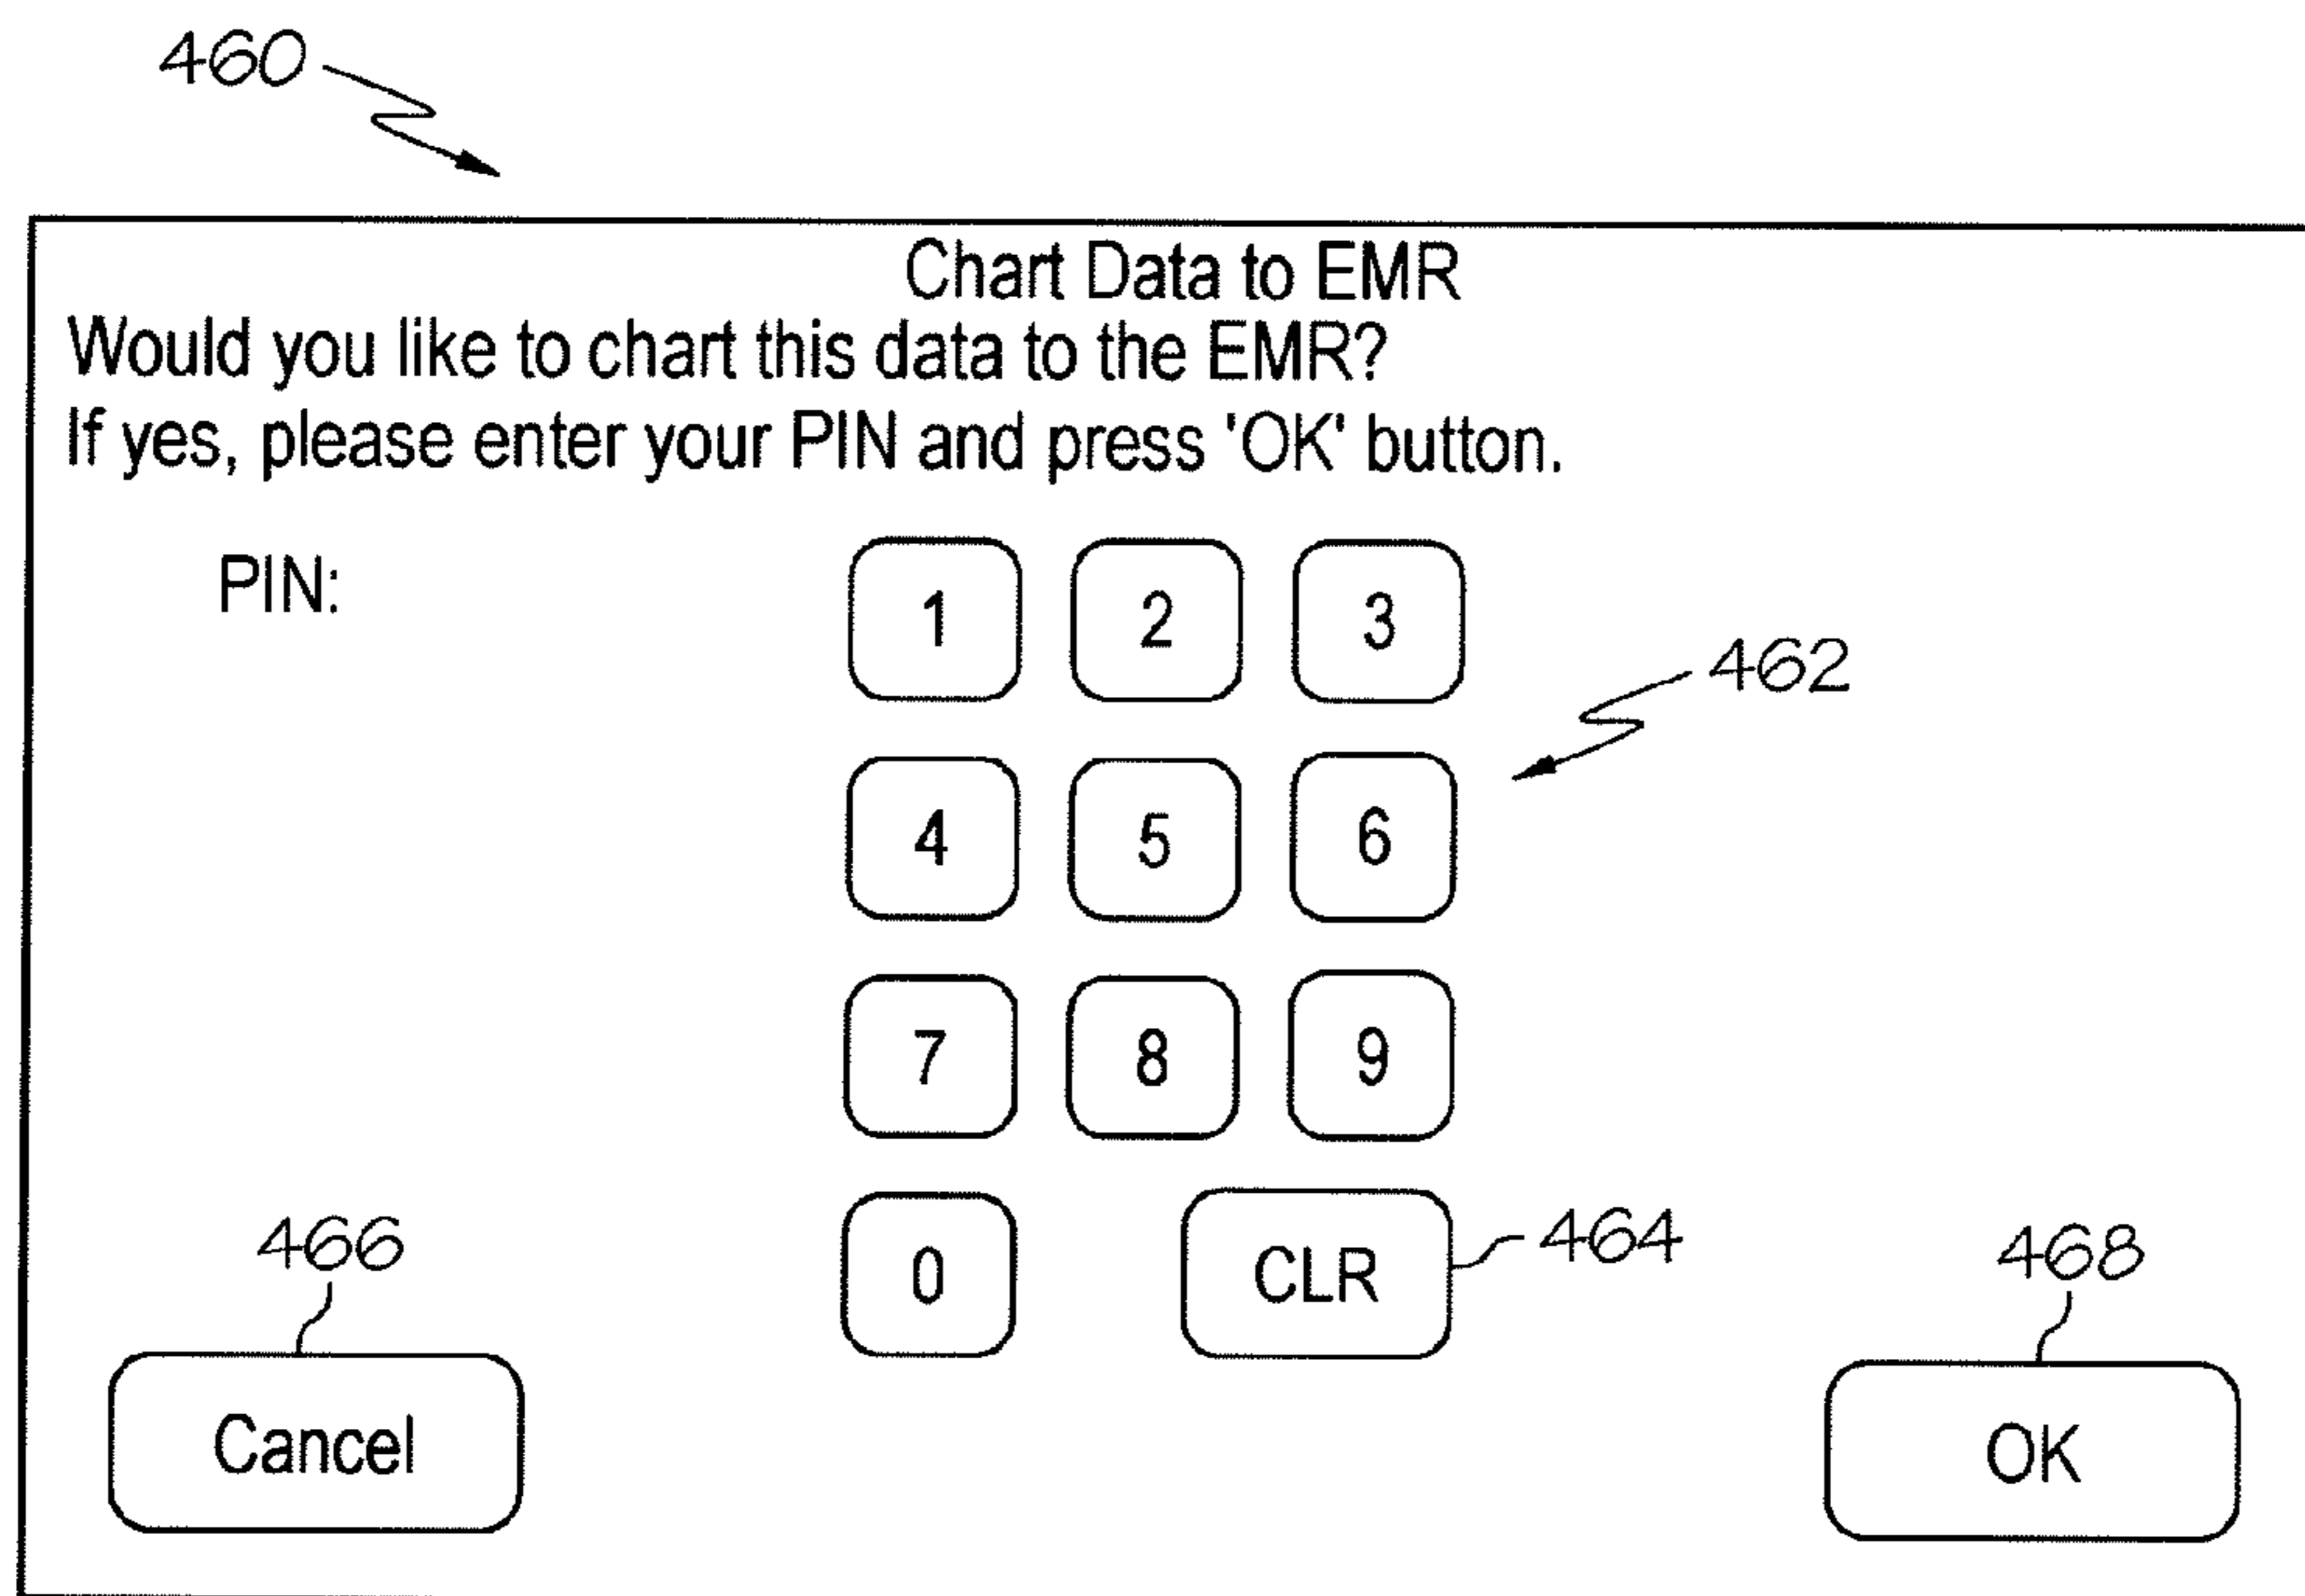 460
Chart Data to EMR
Would you like to chart this data to the EMR?
If yes, please enter your PIN and press 'OK' button.
PIN:
1 2 3
462
4 5 6
7 8 9
466
0 CLR
464
468
Cancel
OK